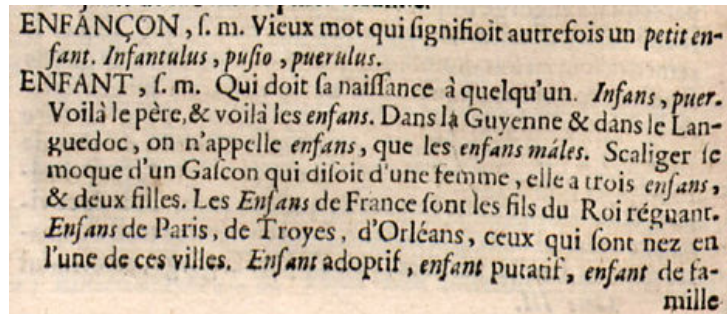 ENFANÇON, ſ. m. Vieux mot qui ſignifioit autrefois un petit en-
fant. Infantulus, puſio, puerulus.
ENFANT, ſ. m. Qui doit ſa naiſſance à quelqu'un. Infans, puer.
Voilà le père, & voilà les enfans. Dans la Guyenne & dans le Lan-
guedoc, on n'appelle enfans, que les enfans mâles. Scaliger ſe
moque d'un Gaſcon qui diſoit d'une femme, elle a trois enfans,
& deux filles. Les Enfans de France ſont les fils du Roi régnant.
Enfans de Paris, de Troyes, d'Orléans, ceux qui ſont nez en
l'une de ces villes. Enfant adoptif, enfant putatif, enfant de fa-
mille